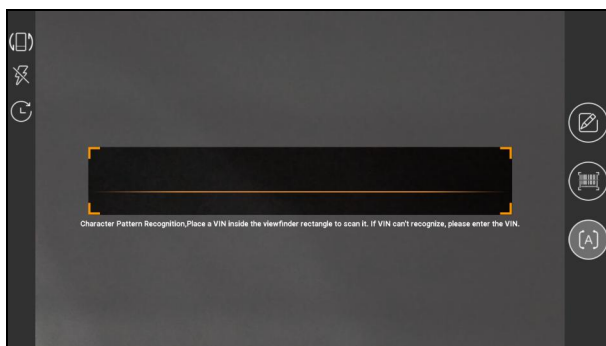 Character Pattern Recognition,Place a VIN inside the viewfinder rectangle to scan it. If VIN can't recognize, please enter the VIN.
[A]